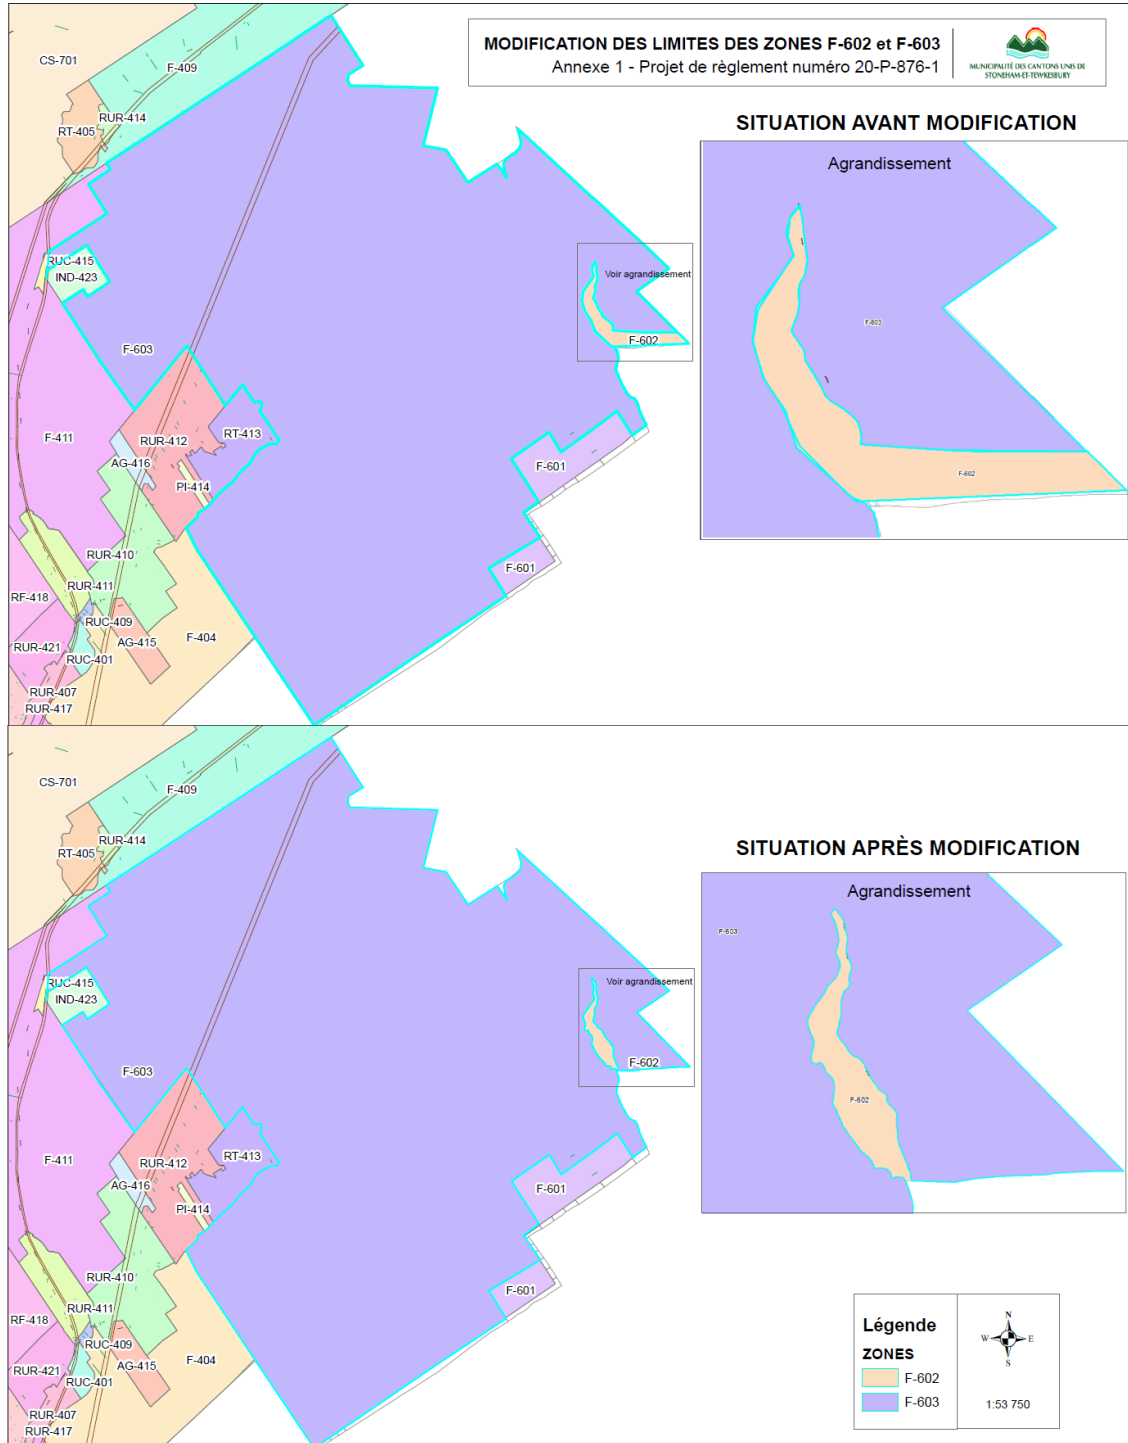 MODIFICATION DES LIMITES DES ZONES F-602 et F-603
Annexe 1 - Projet de règlement numéro 20-P-876-1
MUNICIPALITÉ DES CANTONS UNIS DE
STONEHAM-ET-TEWKESBURY
SITUATION AVANT MODIFICATION
Agrandissement
F-603
F-602
CS-701
F-409
RUR-414
RT-405
RUC-415
IND-423
Voir agrandissement
F-602
F-603
F-411
RUR-412
RT-413
AG-416
PI-414
F-601
F-601
RUR-410
RUR-411
RF-418
RUC-409
AG-415
F-404
RUR-421
RUC-401
RUR-407
RUR-417
SITUATION APRÈS MODIFICATION
Agrandissement
F-603
F-602
CS-701
F-409
RUR-414
RT-405
RUC-415
IND-423
Voir agrandissement
F-602
F-603
F-411
RUR-412
RT-413
AG-416
PI-414
F-601
F-601
RUR-410
RUR-411
RF-418
RUC-409
AG-415
F-404
RUR-421
RUC-401
RUR-407
RUR-417
Légende
ZONES
F-602
F-603
N
W
E
S
1:53 750